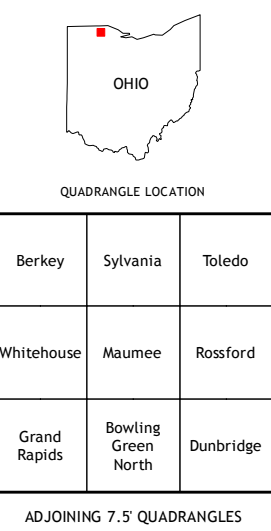 OHIO
QUADRANGLE LOCATION
Berkey
Sylvania
Toledo
Whitehouse
Maumee
Rossford
Grand
Rapids
Bowling
Green
North
Dunbridge
ADJOINING 7.5' QUADRANGLES